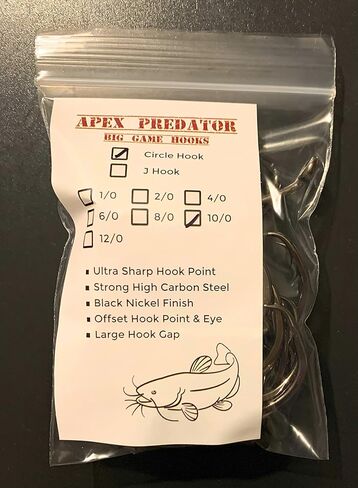 APEX PREDATOR
BIG GAME HOOKS
Circle Hook
J Hook
1/0 2/0 4/0
6/0 8/0 10/0
12/0
Ultra Sharp Hook Point
Strong High Carbon Steel
Black Nickel Finish
Offset Hook Point & Eye
Large Hook Gap